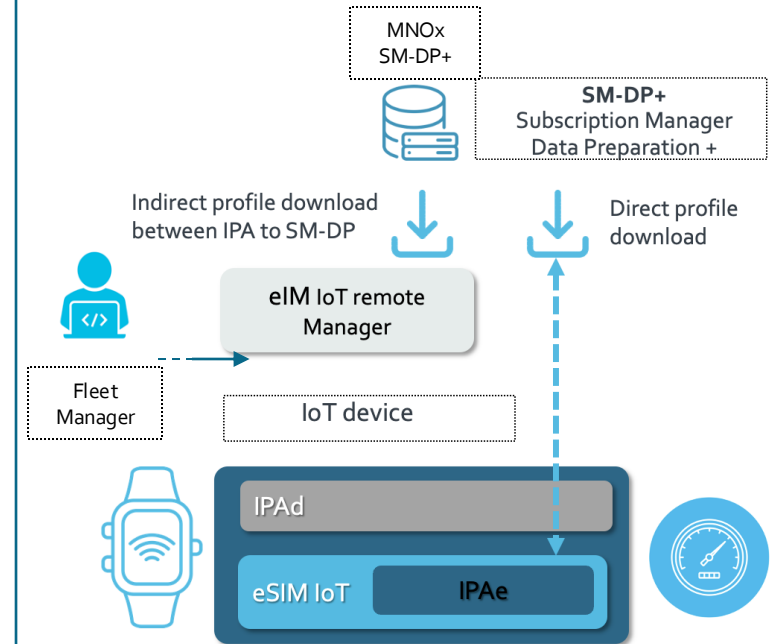 MNOx
SM-DP+
SM-DP+
Subscription Manager
Data Preparation +
Indirect profile download
between IPA to SM-DP
Direct profile
download
</>
eIM IoT remote
Manager
Fleet
Manager
IoT device
IPAd
eSIM IoT
IPAe